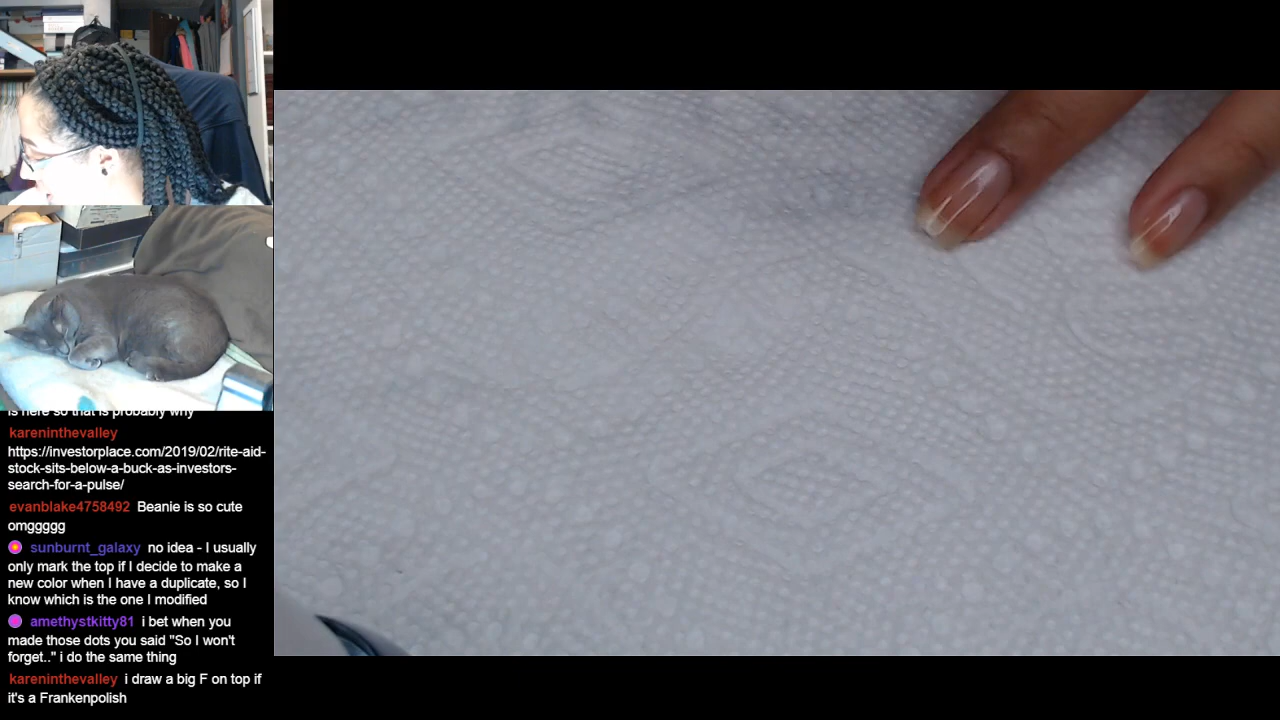 is here so that is probably why
kareninthevalley
https://investorplace.com/2019/02/rite-aid-
stock-sits-below-a-buck-as-investors-
search-for-a-pulse/
evanblake4758492 Beanie is so cute
omggggg
sunburnt_galaxy no idea - I usually
only mark the top if I decide to make a
new color when I have a duplicate, so I
know which is the one I modified
amethystkitty81 i bet when you
made those dots you said "So I won't
forget.." i do the same thing
kareninthevalley i draw a big F on top if
it's a Frankenpolish